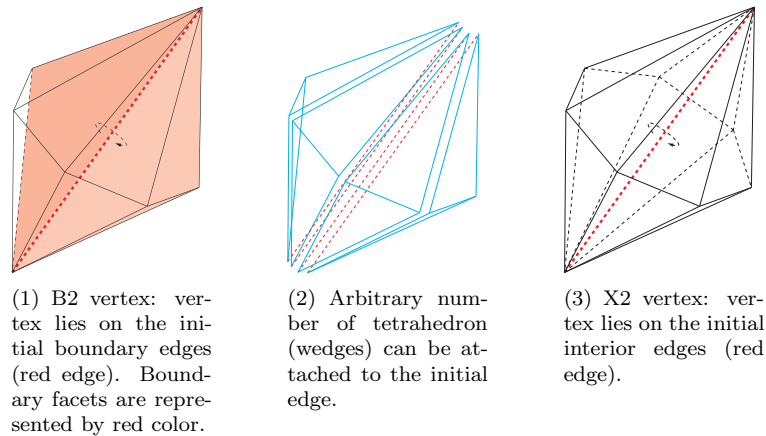 (1) B2 vertex: ver-
tex lies on the ini-
tial boundary edges
(red edge). Bound-
ary facets are repre-
sented by red color.
(2) Arbitrary num-
ber of tetrahedron
(wedges) can be at-
tached to the initial
edge.
(3) X2 vertex: ver-
tex lies on the initial
interior edges (red
edge).